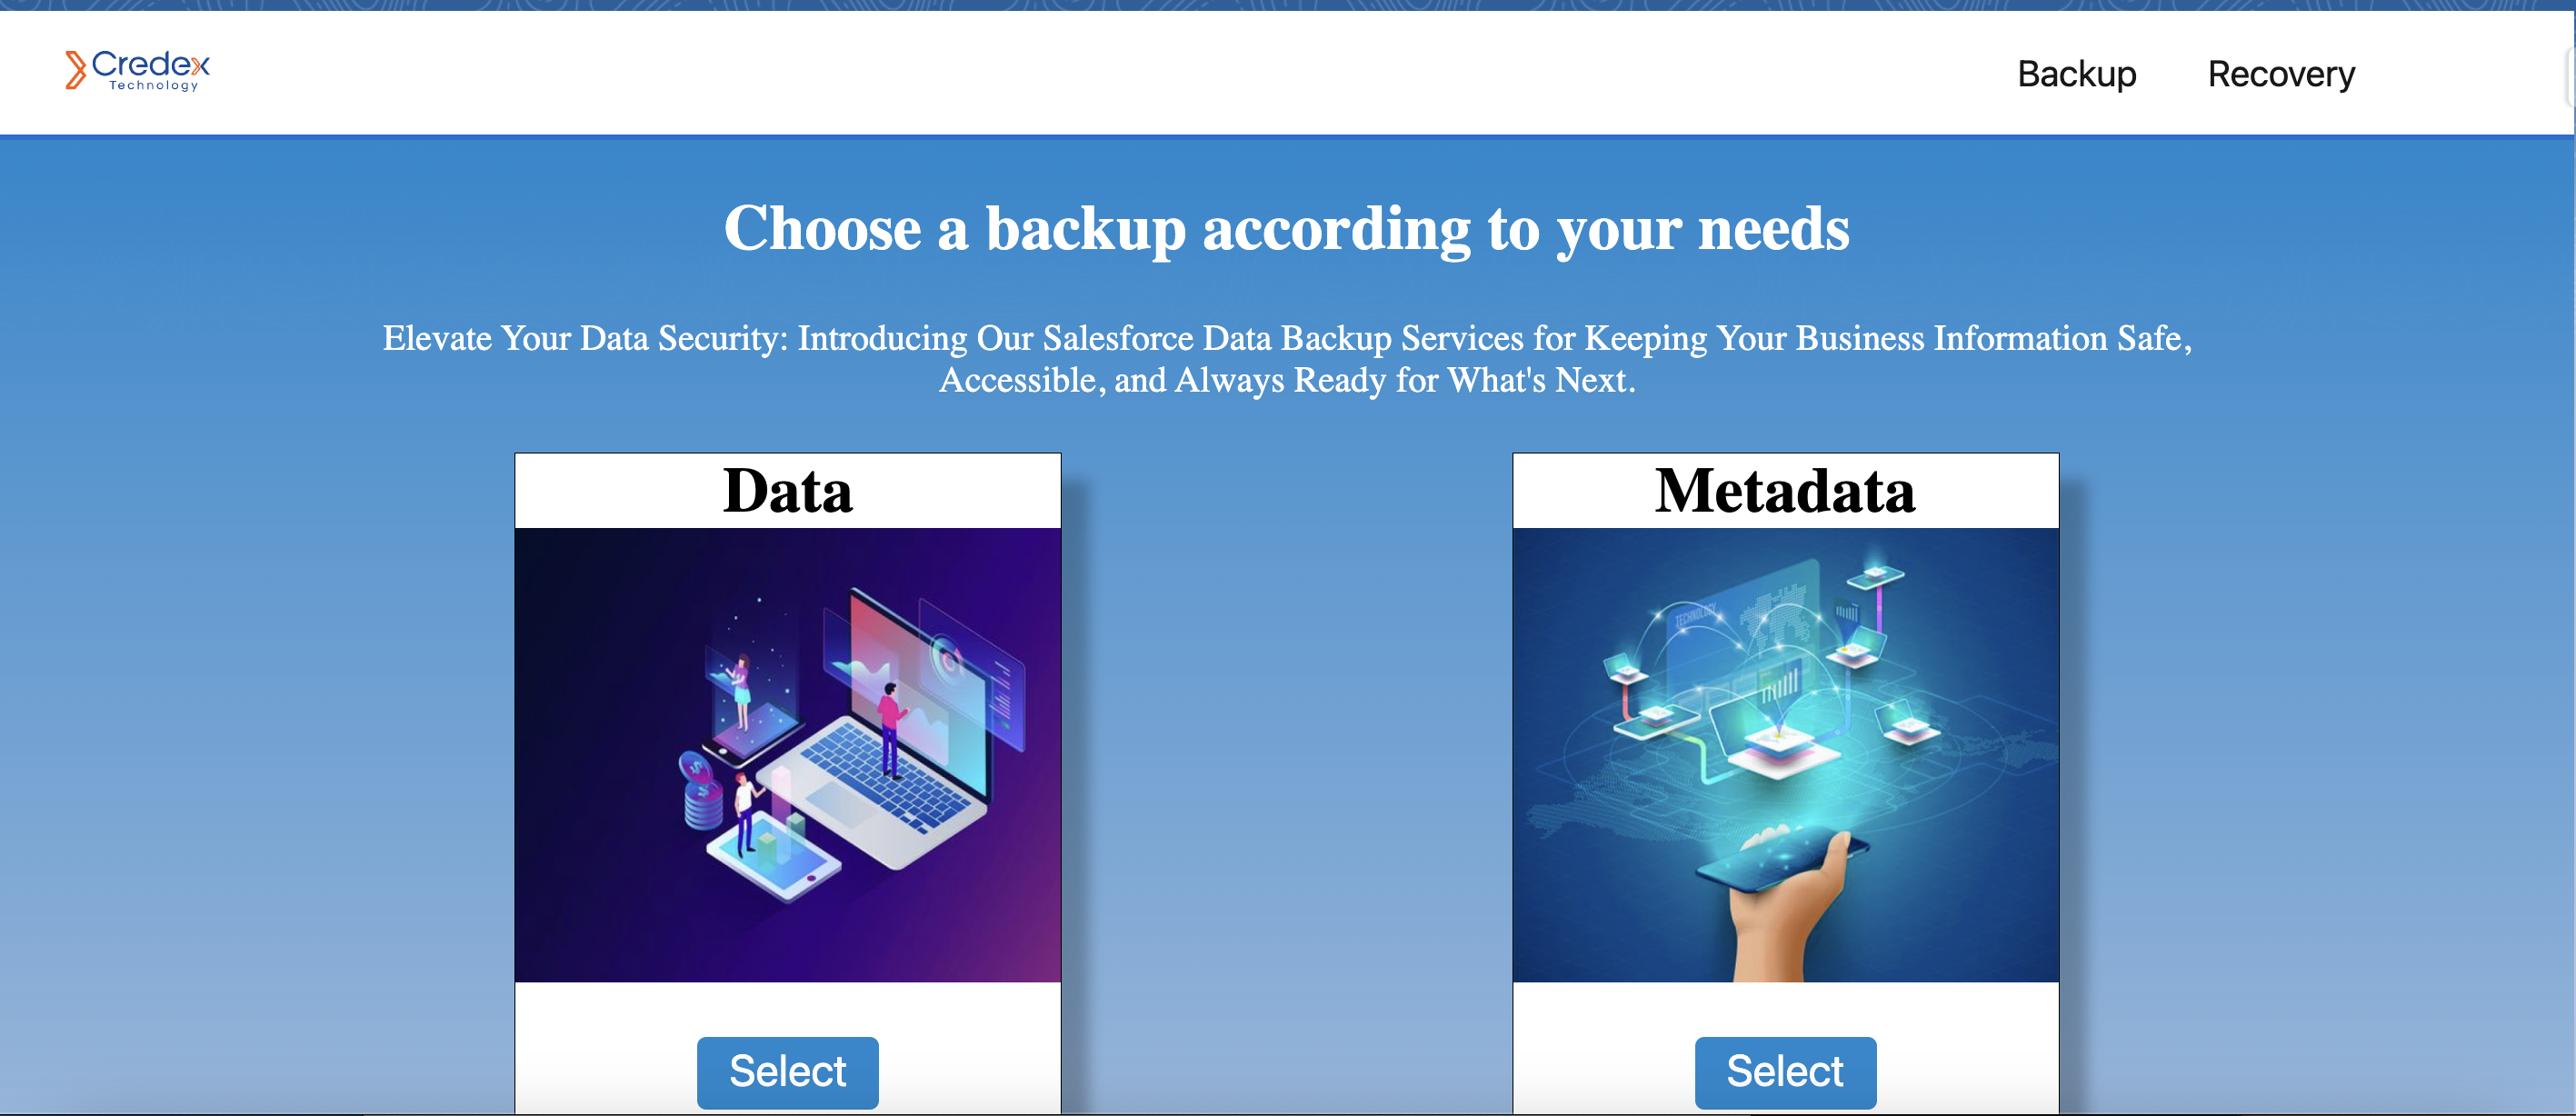 Credex
Technology
Backup
Recovery
Choose a backup according to your needs
Elevate Your Data Security: Introducing Our Salesforce Data Backup Services for Keeping Your Business Information Safe,
Accessible, and Always Ready for What's Next.
Data
Metadata
TECHNOLOGY
Select
Select